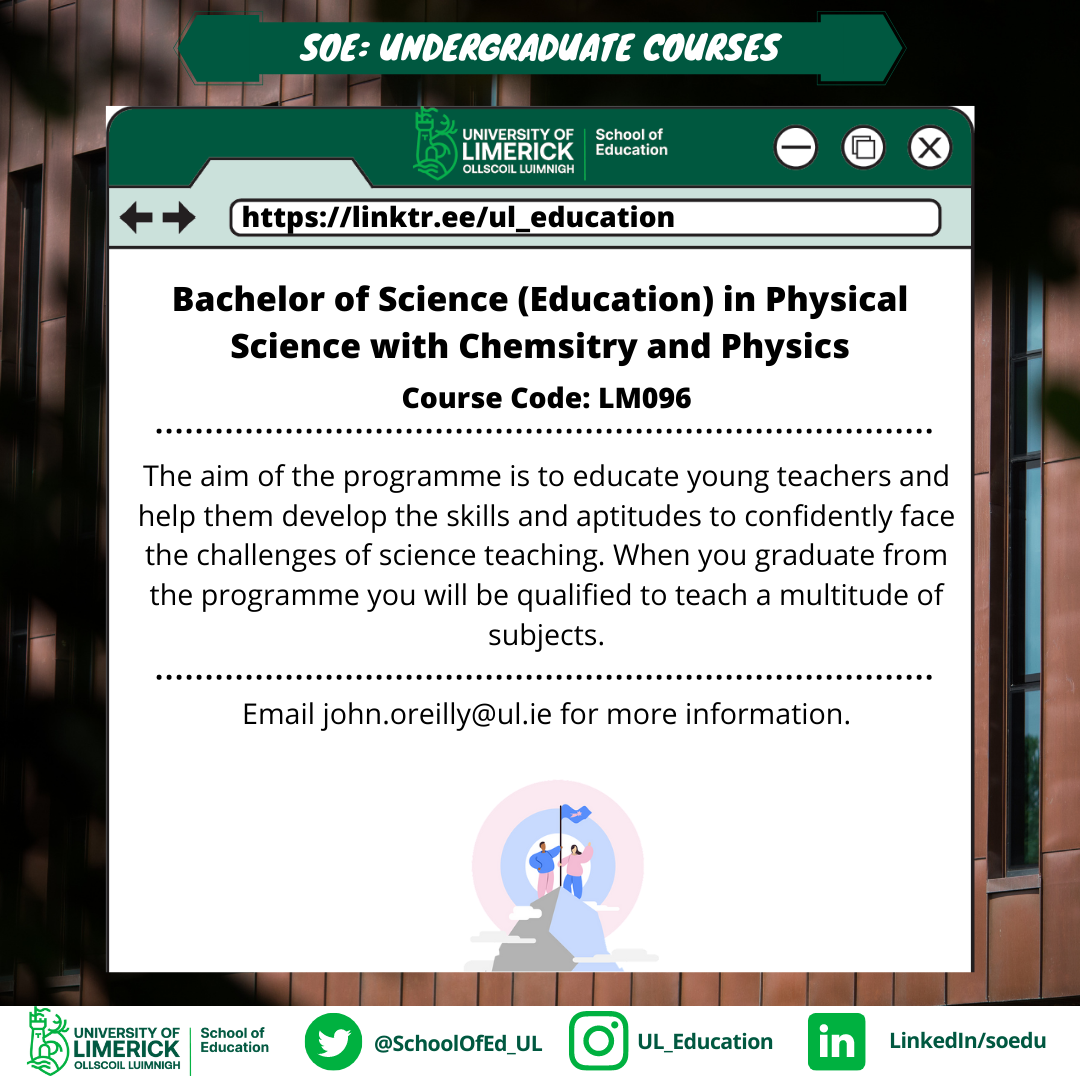 SOE: UNDERGRADUATE COURSES
UNIVERSITY OF
LIMERICK
OLLSCOIL LUIMNIGH
School of
Education
https://linktr.ee/ul_education
Bachelor of Science (Education) in Physical
Science with Chemsitry and Physics
Course Code: LM096
The aim of the programme is to educate young teachers and
help them develop the skills and aptitudes to confidently face
the challenges of science teaching. When you graduate from
the programme you will be qualified to teach a multitude of
subjects.
Email john.oreilly@ul.ie for more information.
UNIVERSITY OF
LIMERICK
OLLSCOIL LUIMNIGH
School of
Education
@SchoolOfEd_UL
UL_Education
in
LinkedIn/soedu